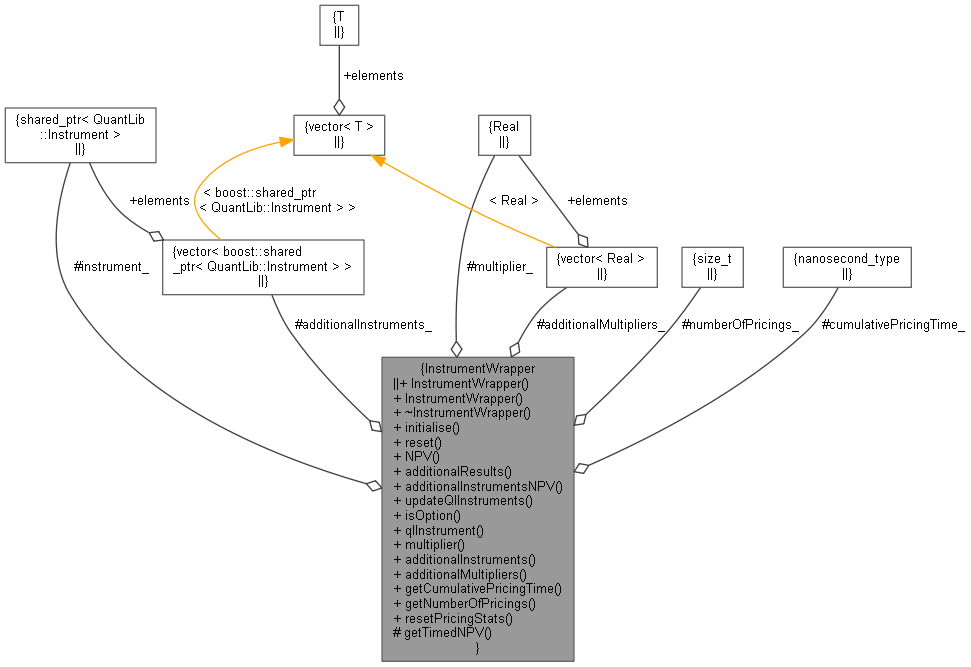 {T
||}
+elements
{shared_ptr< QuantLib
::Instrument >
||}
{vector< T >
||}
{Real
||}
+elements
< boost::shared_ptr
< QuantLib::Instrument > >
< Real >
+elements
{vector< boost::shared
_ptr< QuantLib::Instrument > >
||}
#instrument_
#multiplier_
{vector< Real >
||}
{size_t
||}
{nanosecond_type
||}
#additionalInstruments_
#additionalMultipliers_
#numberOfPricings_
#cumulativePricingTime_
{InstrumentWrapper
||+ InstrumentWrapper()
+ InstrumentWrapper()
+ ~InstrumentWrapper()
+ initialise()
+ reset()
+ NPV()
+ additionalResults()
+ additionalInstrumentsNPV()
+ updateQlInstruments()
+ isOption()
+ qlInstrument()
+ multiplier()
+ additionalInstruments()
+ additionalMultipliers()
+ getCumulativePricingTime()
+ getNumberOfPricings()
+ resetPricingStats()
# getTimedNPV()
}